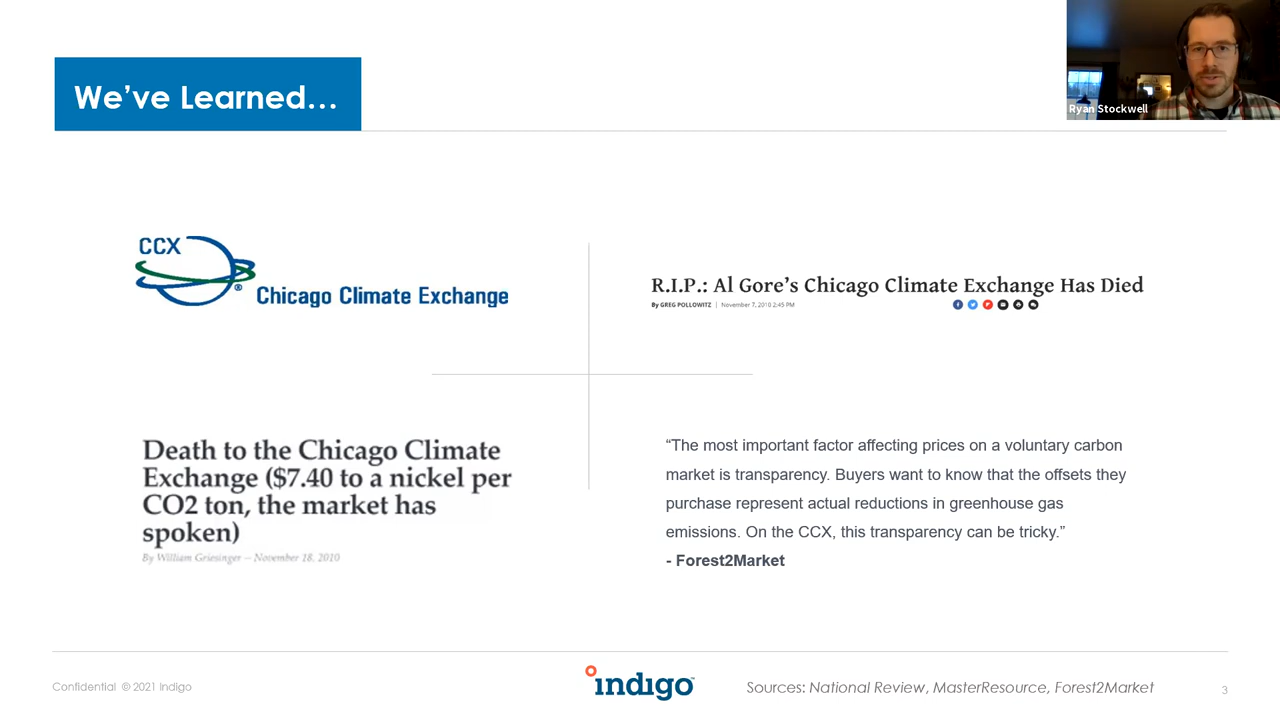 We've Learned…
Ryan Stockwell
CCX
Chicago Climate Exchange
®
R.I.P.: Al Gore's Chicago Climate Exchange Has Died
By GREG POLLOWITZ | November 7, 2010 2:45 PM
Death to the Chicago Climate
Exchange ($7.40 to a nickel per
CO2 ton, the market has
spoken)
By William Griesinger – November 18, 2010
“The most important factor affecting prices on a voluntary carbon
market is transparency. Buyers want to know that the offsets they
purchase represent actual reductions in greenhouse gas
emissions. On the CCX, this transparency can be tricky.”
- Forest2Market
Confidential © 2021 Indigo
indigo™
Sources: National Review, MasterResource, Forest2Market
3